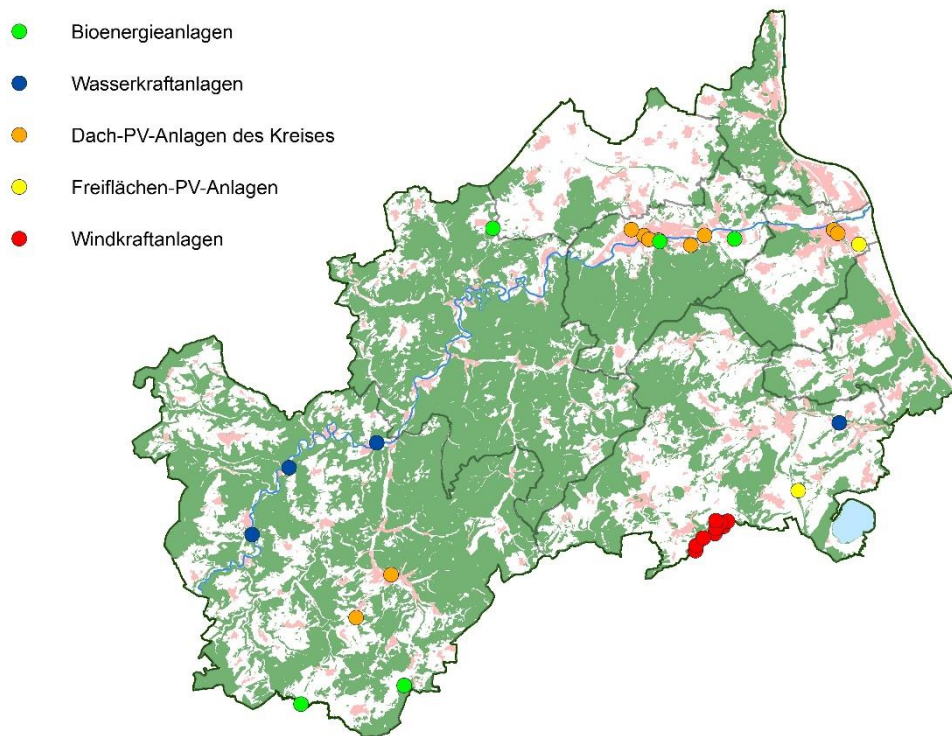 Bioenergieanlagen
Wasserkraftanlagen
Dach-PV-Anlagen des Kreises
Freiflächen-PV-Anlagen
Windkraftanlagen